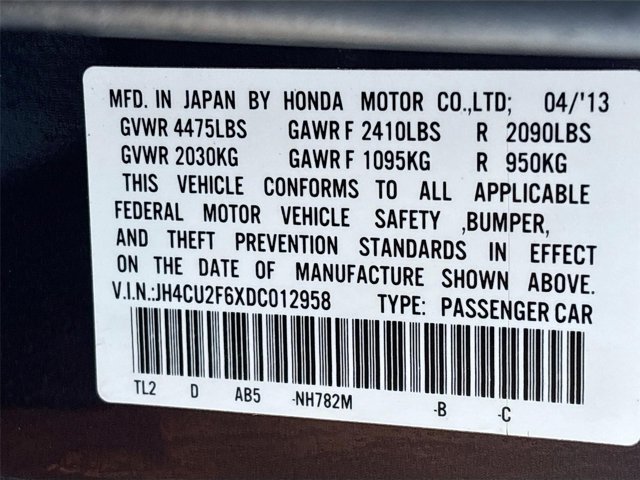 MFD. IN JAPAN BY HONDA MOTOR CO.,LTD; 04/'13
GVWR 4475LBS GAWR F 2410LBS R 2090LBS
GVWR 2030KG GAWR F 1095KG R 950KG
THIS VEHICLE CONFORMS TO ALL APPLICABLE
FEDERAL MOTOR VEHICLE SAFETY ,BUMPER,
AND THEFT PREVENTION STANDARDS IN EFFECT
ON THE DATE OF MANUFACTURE SHOWN ABOVE.
V.I.N.:JH4CU2F6XDC012958 TYPE: PASSENGER CAR
TL2 D AB5 -NH782M -B -C